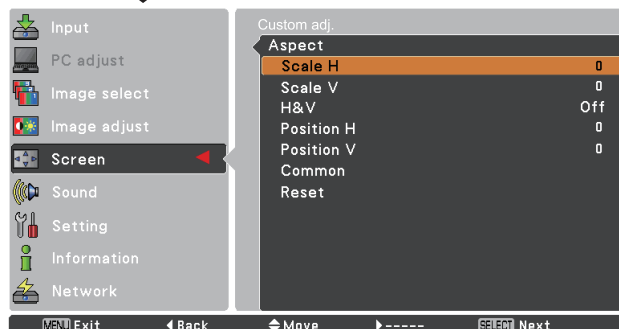 Input
PC adjust
Image select
Image adjust
Screen
Sound
Setting
Information
Network
Custom adj.
Aspect
Scale H 0
Scale V 0
H&V Off
Position H 0
Position V 0
Common
Reset
MENU Exit Back Move ----- SELECT Next